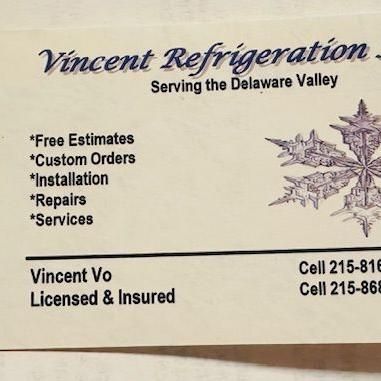 Vincent Refrigeration
Serving the Delaware Valley
*Free Estimates
*Custom Orders
*Installation
*Repairs
*Services
Vincent Vo
Licensed & Insured
Cell 215-816
Cell 215-868